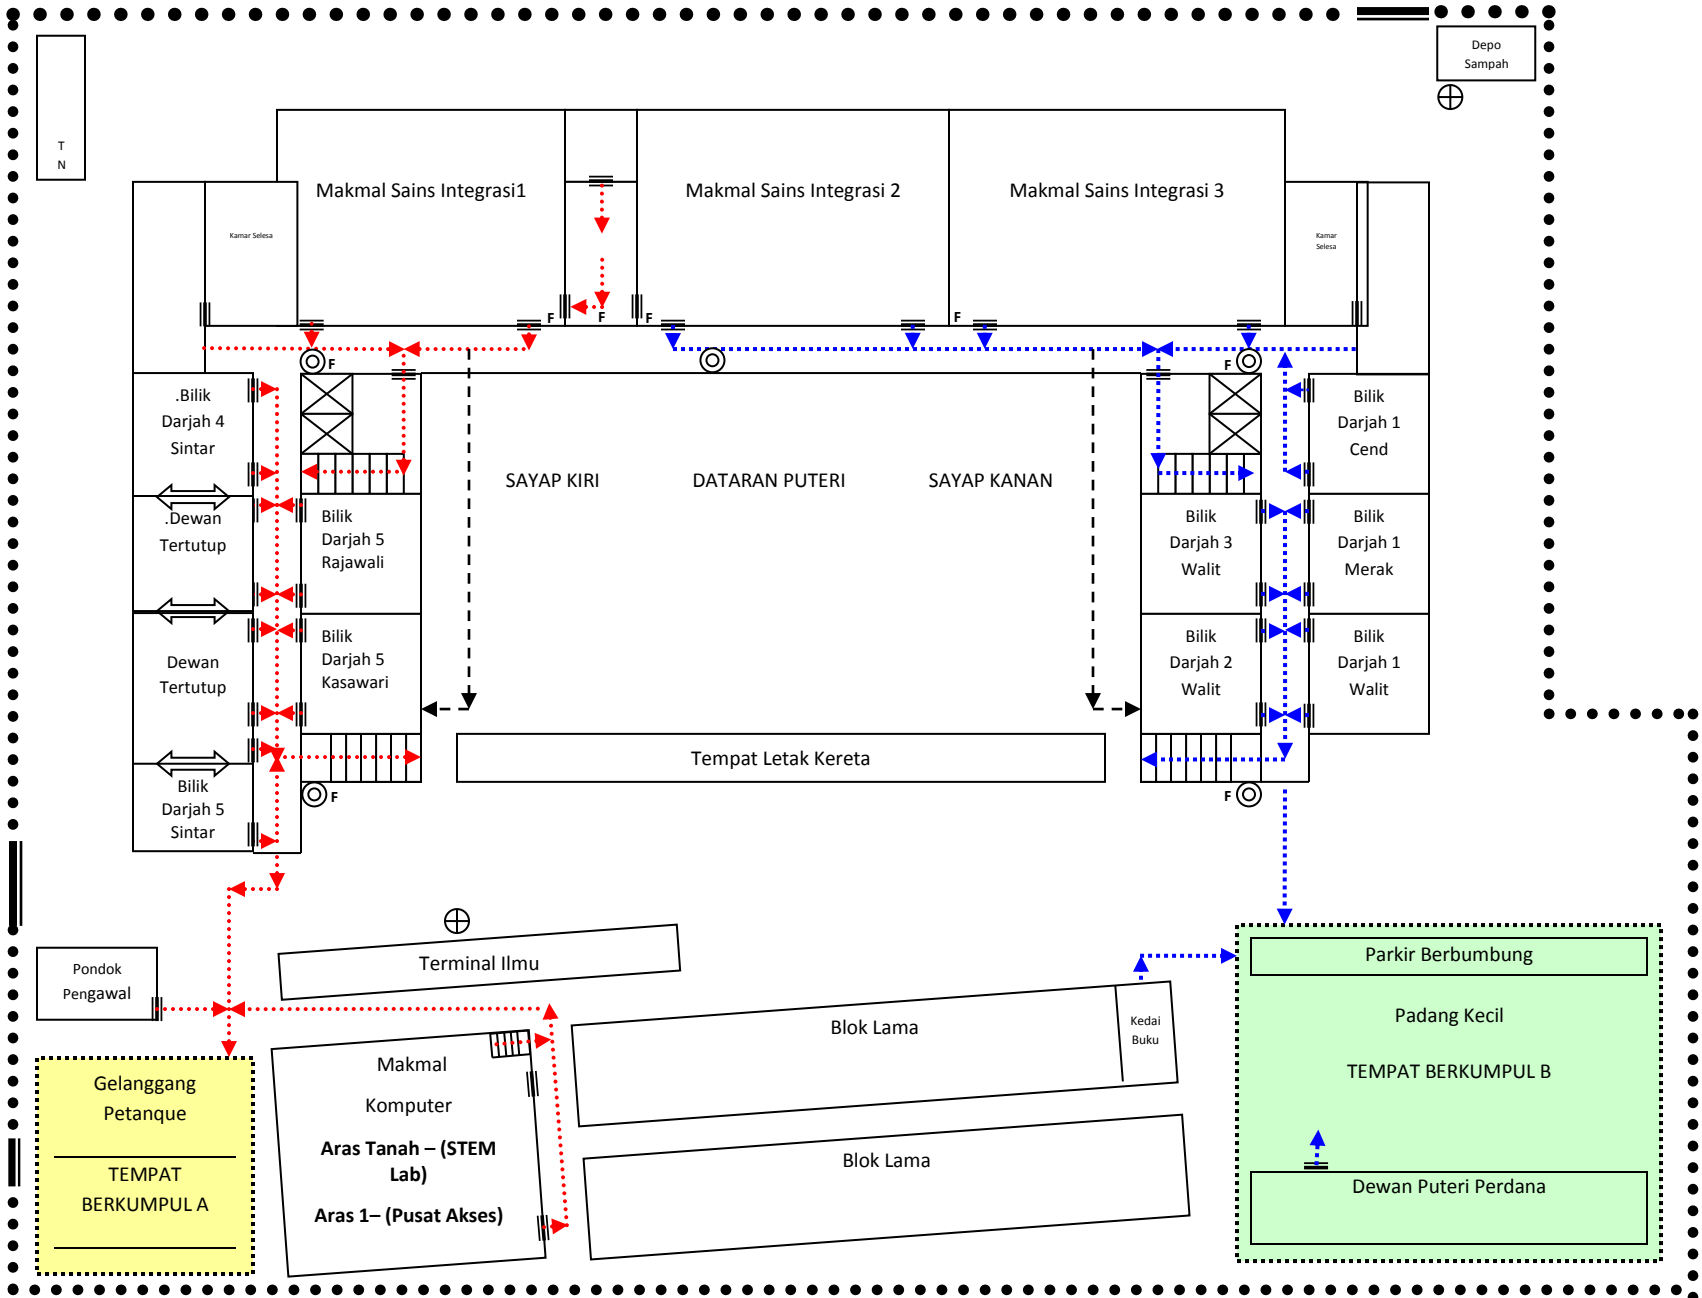 Depo
Sampah
T
N
Makmal Sains Integrasi1
Makmal Sains Integrasi 2
Makmal Sains Integrasi 3
Kamar Selesa
Kamar
Selesa
F
F
F
F
F
F
.Bilik
Darjah 4
Sintar
Bilik
Darjah 1
Cend
SAYAP KIRI
DATARAN PUTERI
SAYAP KANAN
.Dewan
Tertutup
Bilik
Darjah 5
Rajawali
Bilik
Darjah 3
Walit
Bilik
Darjah 1
Merak
Dewan
Tertutup
Bilik
Darjah 5
Kasawari
Bilik
Darjah 2
Walit
Bilik
Darjah 1
Walit
Tempat Letak Kereta
Bilik
Darjah 5
Sintar
F
F
Pondok
Pengawal
Terminal Ilmu
Parkir Berbumbung
Blok Lama
Kedai
Buku
Padang Kecil
TEMPAT BERKUMPUL B
Gelanggang
Petanque
TEMPAT
BERKUMPUL A
Makmal
Komputer
Aras Tanah – (STEM
Lab)
Aras 1– (Pusat Akses)
Blok Lama
Dewan Puteri Perdana